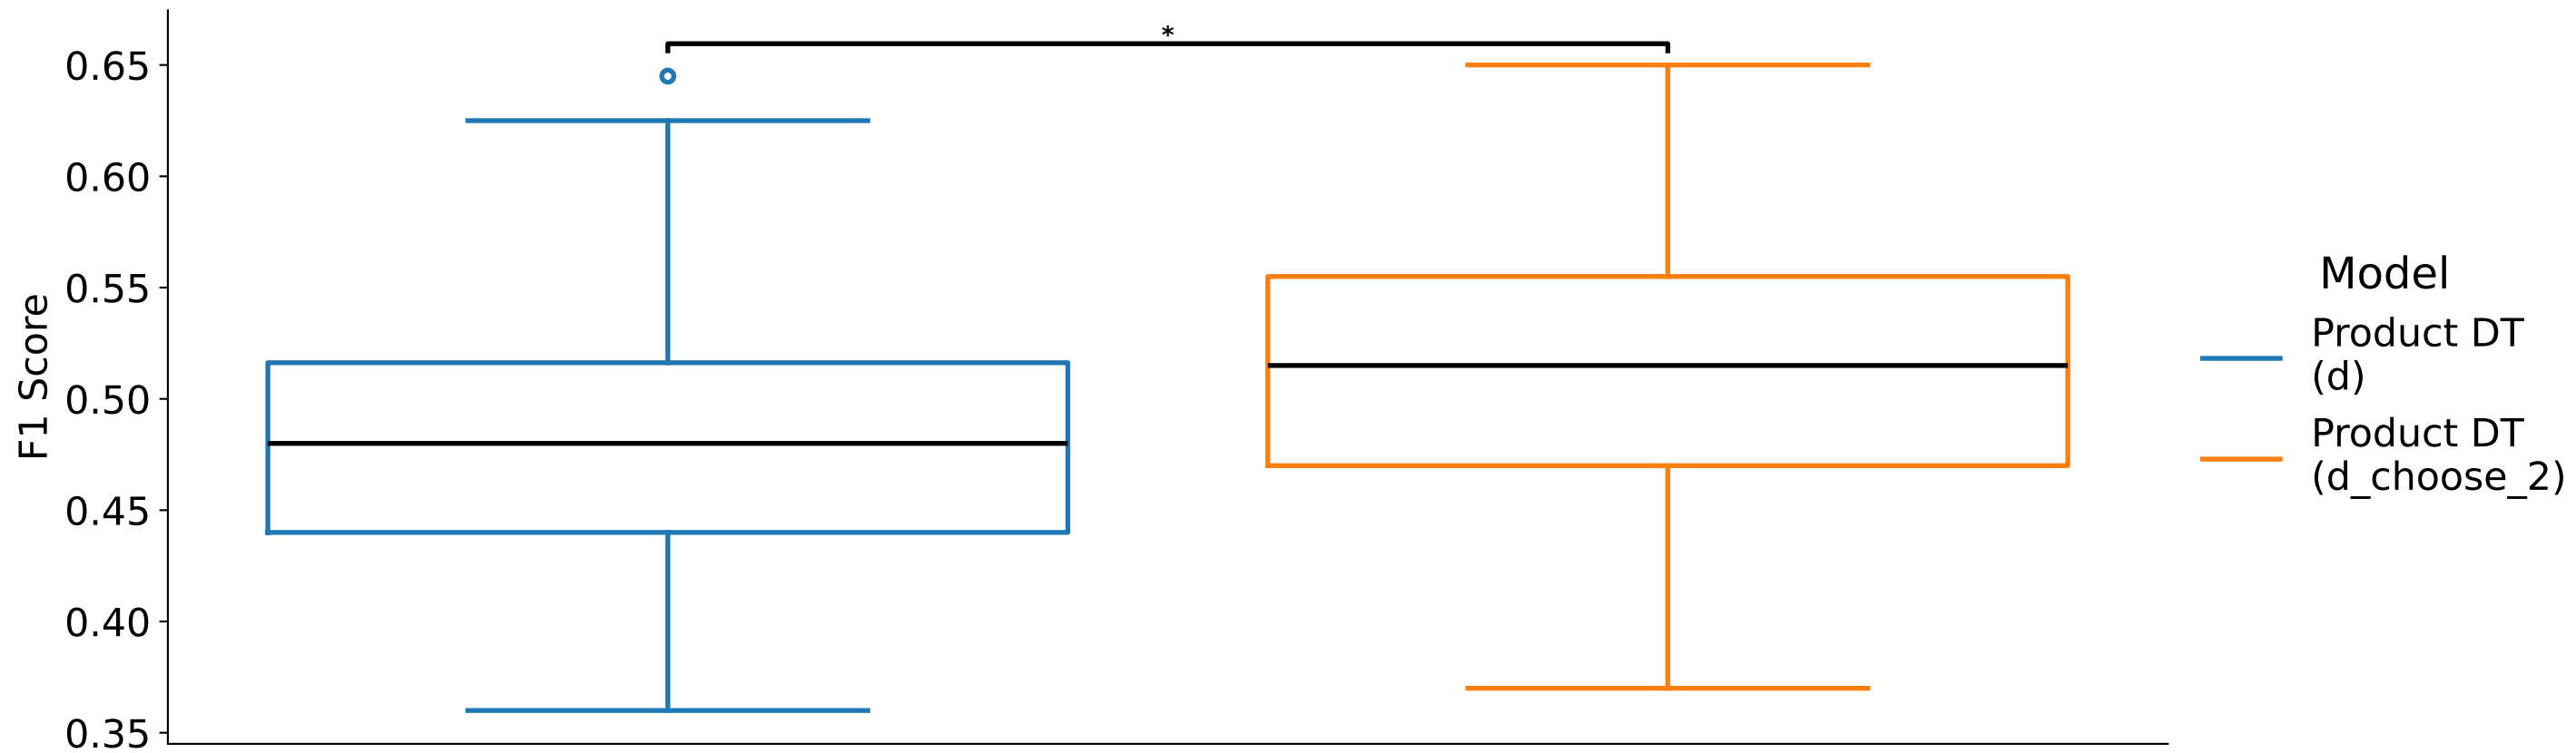 *
0.65
0.60
0.55
0.50
0.45
0.40
0.35
F1 Score
Model
Product DT
(d)
Product DT
(d_choose_2)